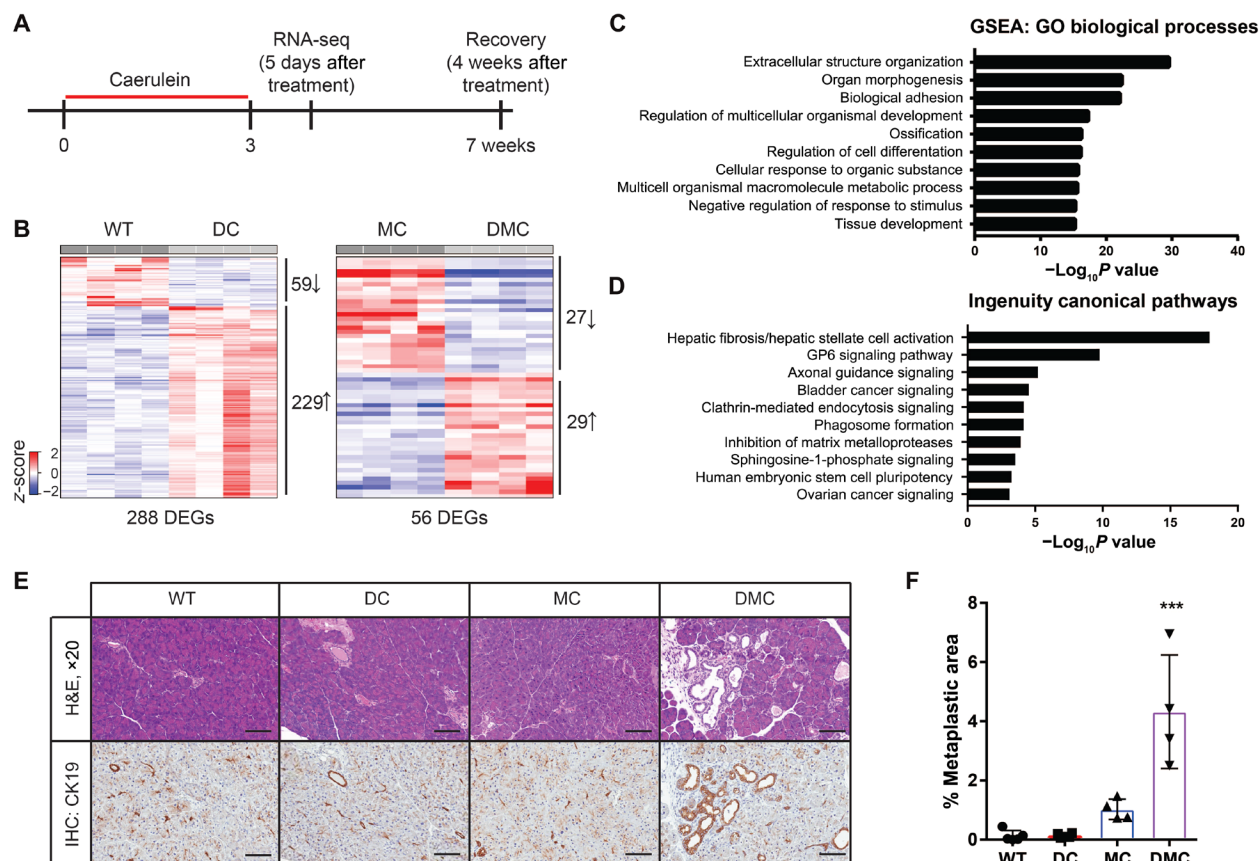 A
RNA-seq
(5 days after
treatment)
Recovery
(4 weeks after
treatment)
Caerulein
0
3
7 weeks
B
WT
DC
MC
DMC
59↓
229↑
27↓
29↑
z-score
2
0
−2
288 DEGs
56 DEGs
C
GSEA: GO biological processes
Extracellular structure organization
Organ morphogenesis
Biological adhesion
Regulation of multicellular organismal development
Ossification
Regulation of cell differentation
Cellular response to organic substance
Multicell organismal macromolecule metabolic process
Negative regulation of response to stimulus
Tissue development
0 10 20 30 40
−Log10P value
D
Ingenuity canonical pathways
Hepatic fibrosis/hepatic stellate cell activation
GP6 signaling pathway
Axonal guidance signaling
Bladder cancer signaling
Clathrin-mediated endocytosis signaling
Phagosome formation
Inhibition of matrix metalloproteases
Sphingosine-1-phosphate signaling
Human embryonic stem cell pluripotency
Ovarian cancer signaling
0 5 10 15 20
−Log10P value
E
WT
DC
MC
DMC
H&E, ×20
IHC: CK19
F
% Metaplastic area
8
6
4
2
0
***
WT
DC
MC
DMC